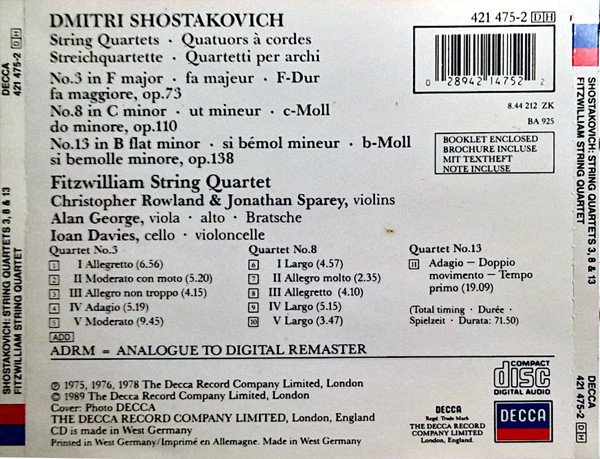 DMITRI SHOSTAKOVICH
String Quartets · Quatuors à cordes
Streichquartette · Quartetti per archi
No.3 in F major · fa majeur · F-Dur
fa maggiore, op.73
No.8 in C minor · ut mineur · c-Moll
do minore, op.110
No.13 in B flat minor · si bémol mineur · b-Moll
si bemolle minore, op.138
Fitzwilliam String Quartet
Christopher Rowland & Jonathan Sparey, violins
Alan George, viola · alto · Bratsche
Ioan Davies, cello · violoncelle
421 475-2 DH
0 28942 14752 2
8.44 212 ZK
BA 925
BOOKLET ENCLOSED
BROCHURE INCLUSE
MIT TEXTHEFT
NOTE INCLUSE
Quartet No.3
1 I Allegretto (6.56)
2 II Moderato con moto (5.20)
3 III Allegro non troppo (4.15)
4 IV Adagio (5.19)
5 V Moderato (9.45)
Quartet No.8
6 I Largo (4.57)
7 II Allegro molto (2.35)
8 III Allegretto (4.10)
9 IV Largo (5.15)
10 V Largo (3.47)
Quartet No.13
11 Adagio – Doppio
movimento – Tempo
primo (19.09)
(Total timing · Durée ·
Spielzeit · Durata: 71.50)
ADD
ADRM = ANALOGUE TO DIGITAL REMASTER
℗ 1975, 1976, 1978 The Decca Record Company Limited, London
© 1989 The Decca Record Company Limited, London
Cover: Photo DECCA
THE DECCA RECORD COMPANY LIMITED, London, England
CD is made in West Germany
Printed in West Germany/Imprimé en Allemagne. Made in West Germany
DECCA
Regd. Trade Mark
THE DECCA RECORD
COMPANY LIMITED
COMPACT
disc
DIGITAL AUDIO
DECCA
DECCA
421 475-2 DH
SHOSTAKOVICH: STRING QUARTETS 3, 8 & 13
FITZWILLIAM STRING QUARTET
SHOSTAKOVICH: STRING QUARTETS 3, 8 & 13
FITZWILLIAM STRING QUARTET
DECCA
421 475-2 DH